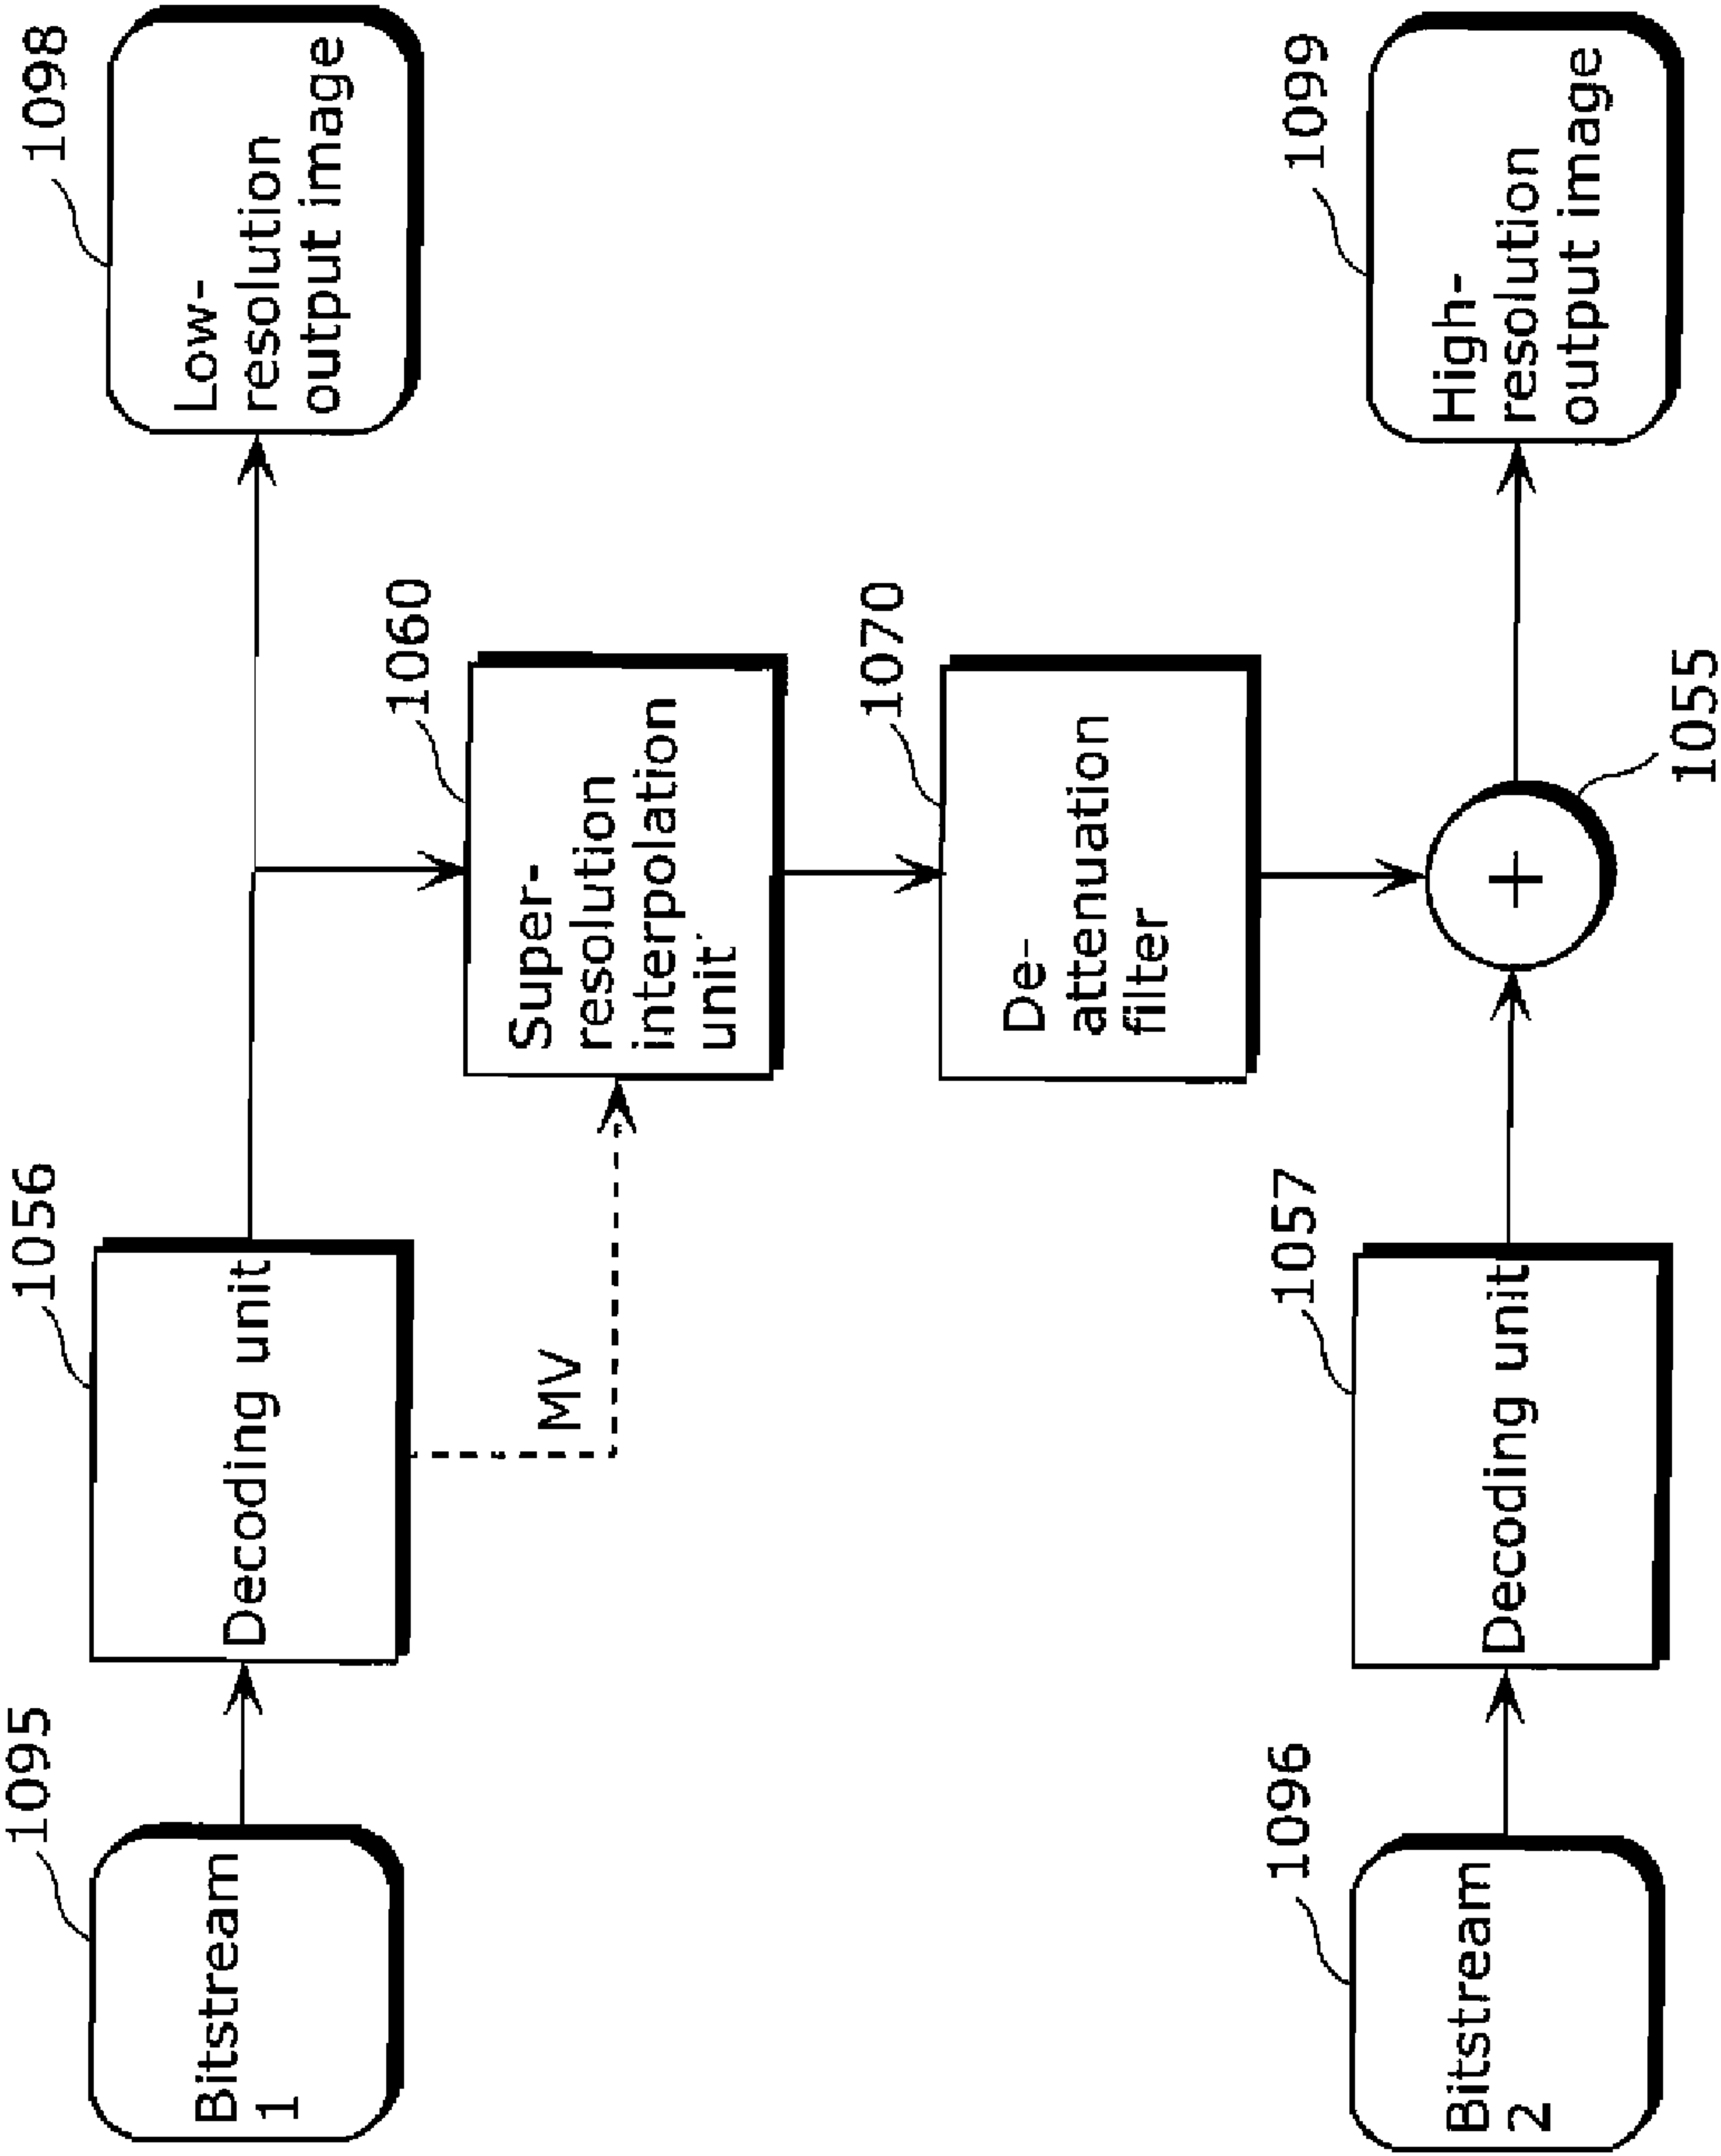 1095
Bitstream
1
1056
Decoding unit
1098
Low-
resolution
output image
MV
1060
Super-
resolution
interpolation
unit
1070
De-
attenuation
filter
1096
Bitstream
2
1057
Decoding unit
+
1055
1099
High-
resolution
output image